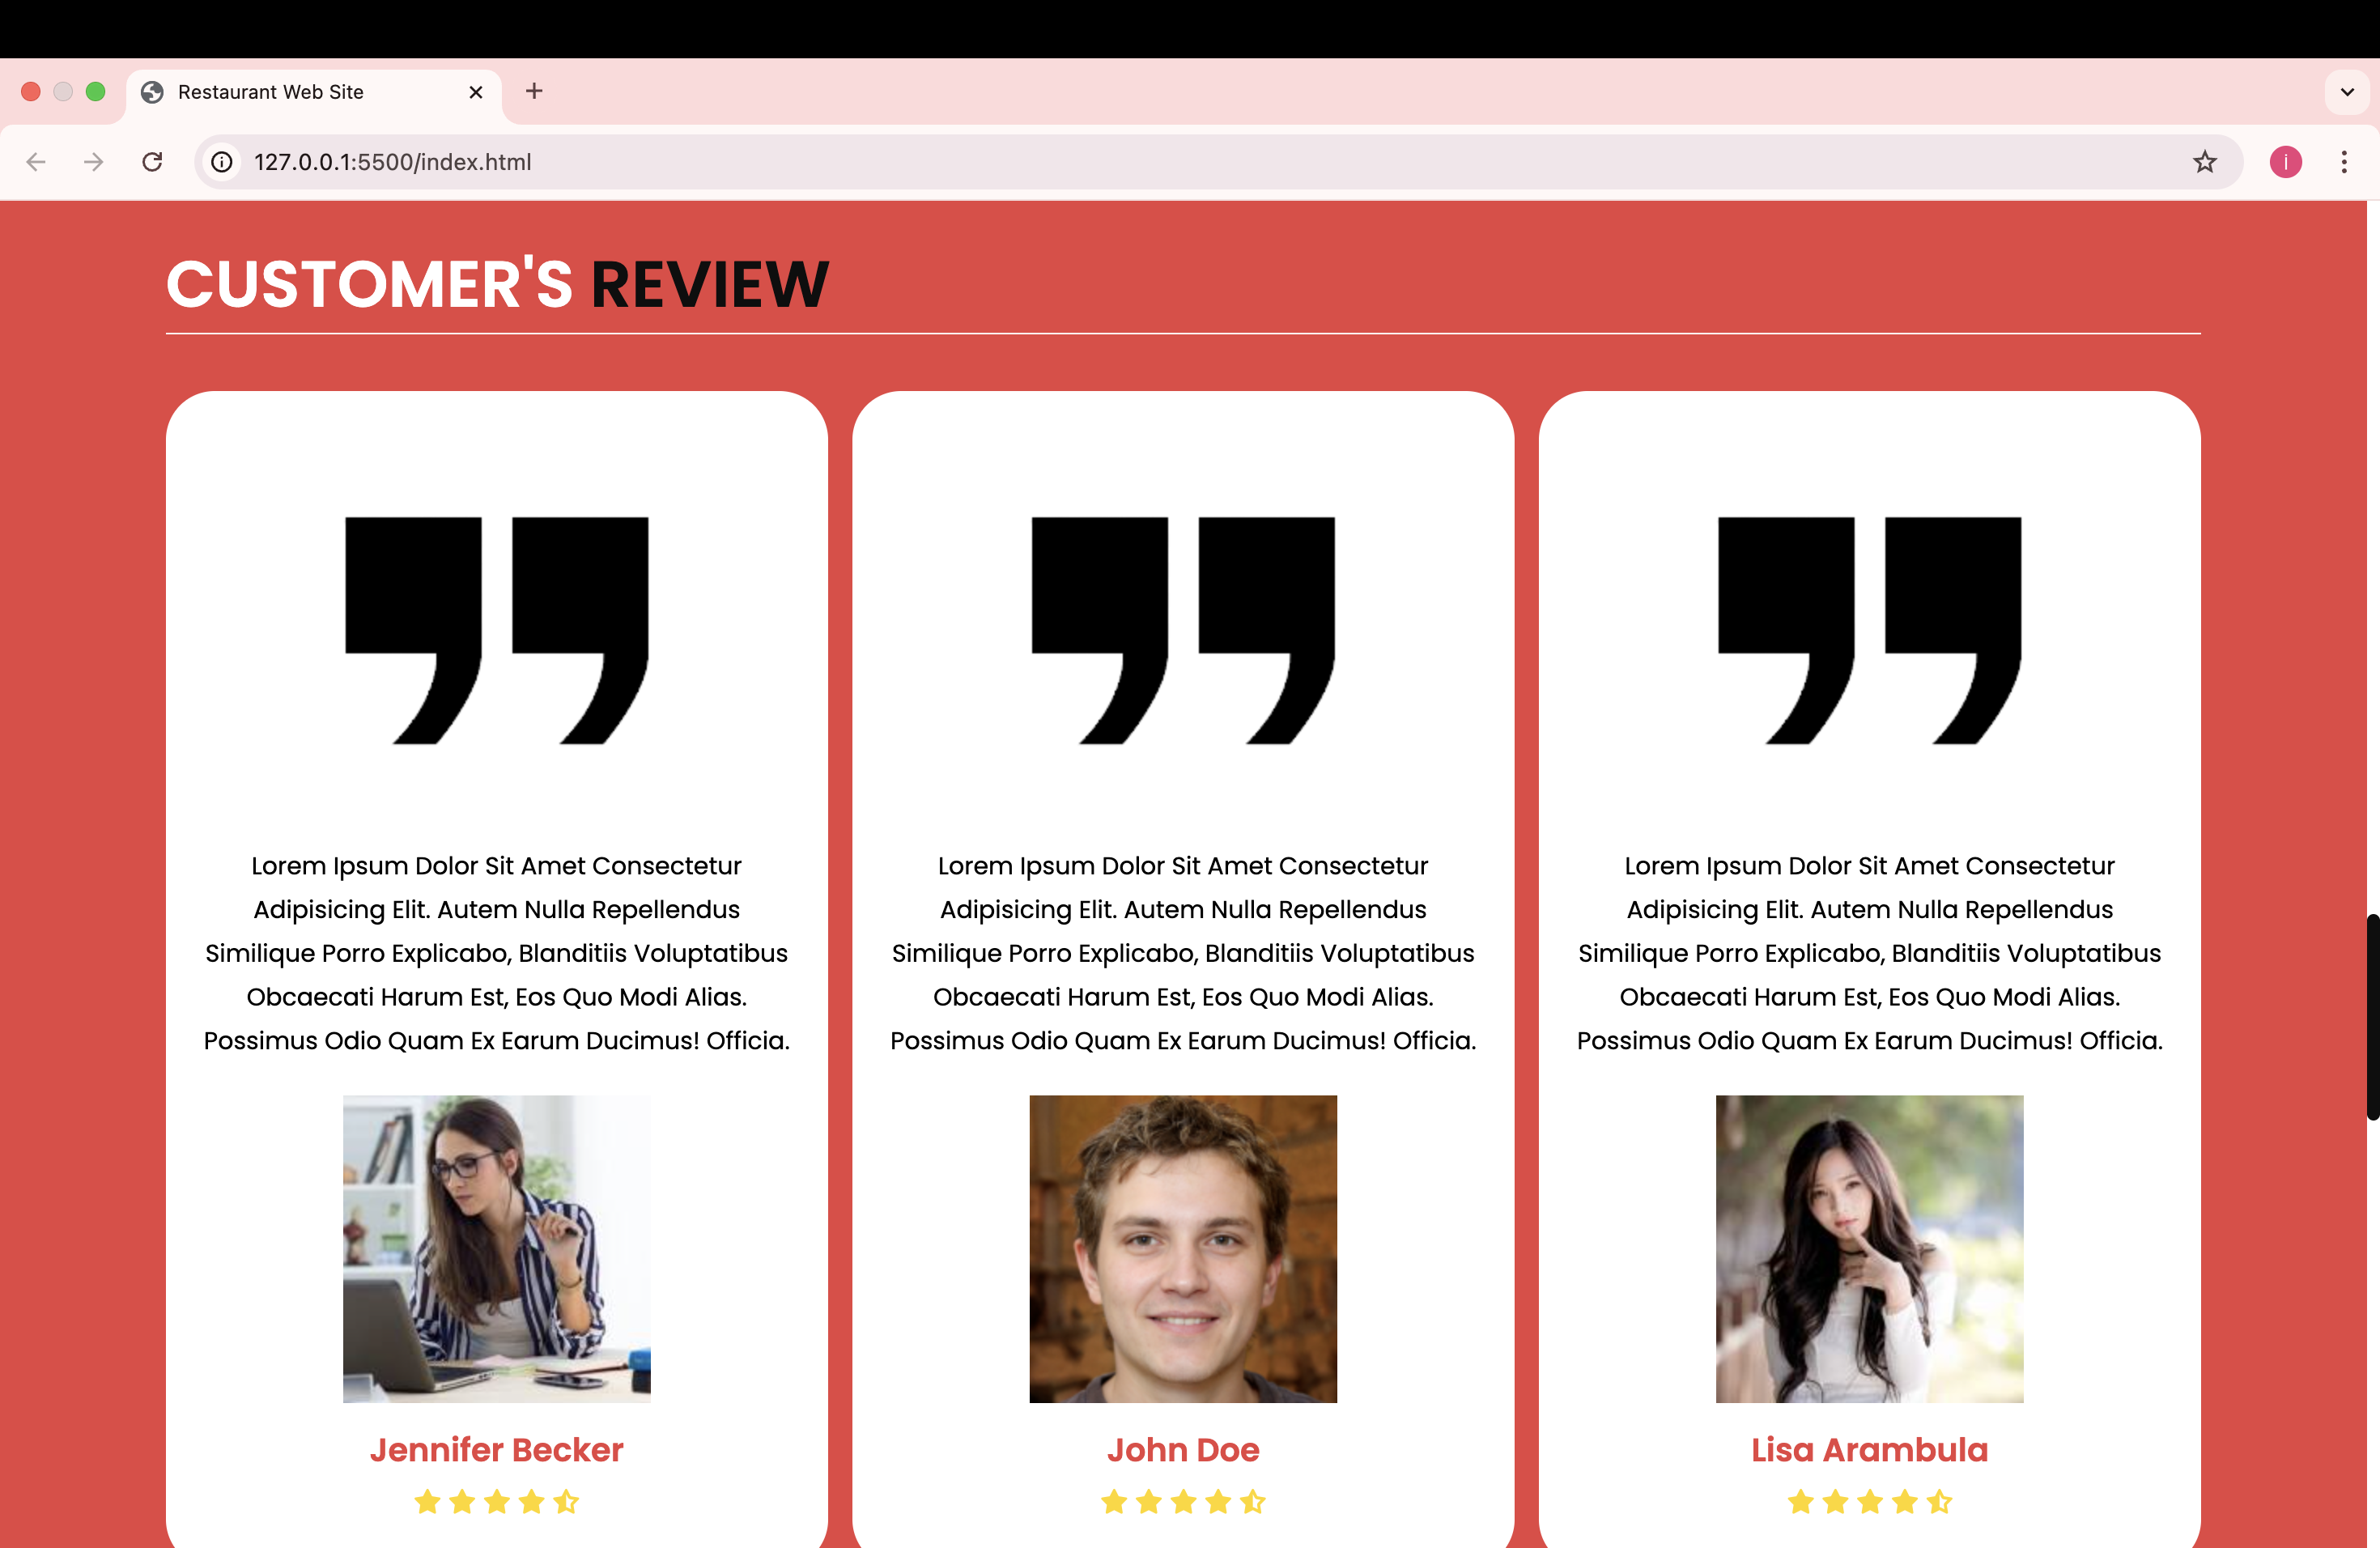 Restaurant Web Site
127.0.0.1:5500/index.html
i
CUSTOMER'S REVIEW
Lorem Ipsum Dolor Sit Amet Consectetur
Adipisicing Elit. Autem Nulla Repellendus
Similique Porro Explicabo, Blanditiis Voluptatibus
Obcaecati Harum Est, Eos Quo Modi Alias.
Possimus Odio Quam Ex Earum Ducimus! Officia.
Jennifer Becker
Lorem Ipsum Dolor Sit Amet Consectetur
Adipisicing Elit. Autem Nulla Repellendus
Similique Porro Explicabo, Blanditiis Voluptatibus
Obcaecati Harum Est, Eos Quo Modi Alias.
Possimus Odio Quam Ex Earum Ducimus! Officia.
John Doe
Lorem Ipsum Dolor Sit Amet Consectetur
Adipisicing Elit. Autem Nulla Repellendus
Similique Porro Explicabo, Blanditiis Voluptatibus
Obcaecati Harum Est, Eos Quo Modi Alias.
Possimus Odio Quam Ex Earum Ducimus! Officia.
Lisa Arambula